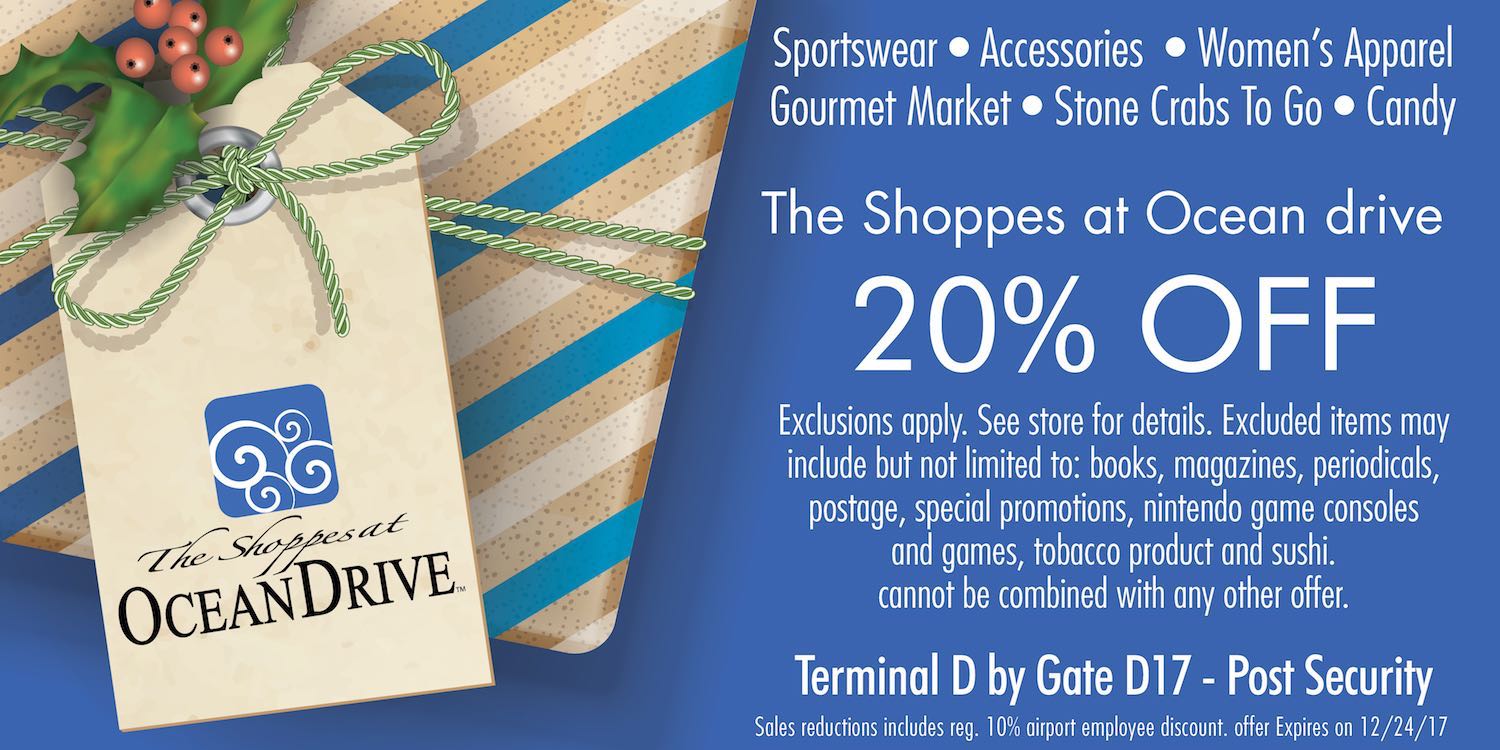 Sportswear • Accessories • Women's Apparel
Gourmet Market • Stone Crabs To Go • Candy
The Shoppes at Ocean drive
20% OFF
Exclusions apply. See store for details. Excluded items may
include but not limited to: books, magazines, periodicals,
postage, special promotions, nintendo game consoles
and games, tobacco product and sushi.
cannot be combined with any other offer.
Terminal D by Gate D17 - Post Security
Sales reductions includes reg. 10% airport employee discount. offer Expires on 12/24/17
The Shoppes at
OCEANDRIVE™